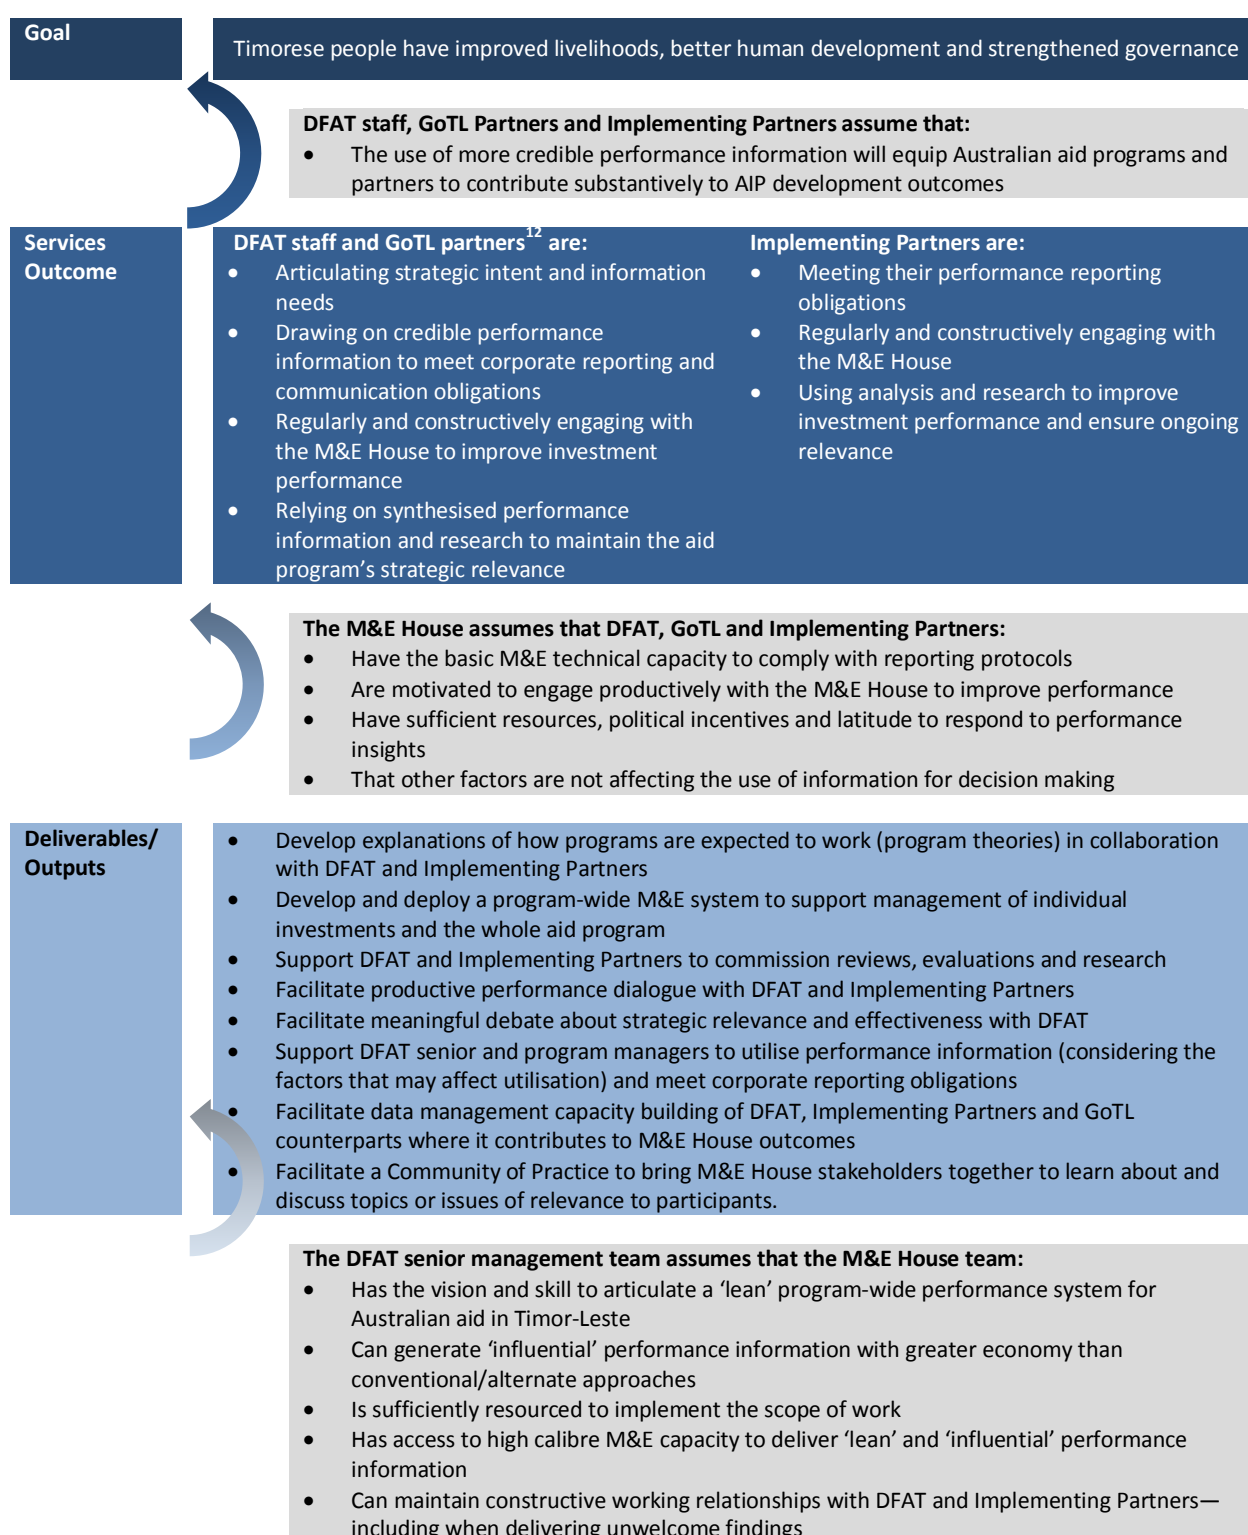 Goal
Timorese people have improved livelihoods, better human development and strengthened governance
DFAT staff, GoTL Partners and Implementing Partners assume that:
• The use of more credible performance information will equip Australian aid programs and
partners to contribute substantively to AIP development outcomes
Services
Outcome
DFAT staff and GoTL partners12 are:
• Articulating strategic intent and information
needs
• Drawing on credible performance
information to meet corporate reporting and
communication obligations
• Regularly and constructively engaging with
the M&E House to improve investment
performance
• Relying on synthesised performance
information and research to maintain the aid
program’s strategic relevance
Implementing Partners are:
• Meeting their performance reporting
obligations
• Regularly and constructively engaging with
the M&E House
• Using analysis and research to improve
investment performance and ensure ongoing
relevance
The M&E House assumes that DFAT, GoTL and Implementing Partners:
• Have the basic M&E technical capacity to comply with reporting protocols
• Are motivated to engage productively with the M&E House to improve performance
• Have sufficient resources, political incentives and latitude to respond to performance
insights
• That other factors are not affecting the use of information for decision making
Deliverables/
Outputs
• Develop explanations of how programs are expected to work (program theories) in collaboration
with DFAT and Implementing Partners
• Develop and deploy a program-wide M&E system to support management of individual
investments and the whole aid program
• Support DFAT and Implementing Partners to commission reviews, evaluations and research
• Facilitate productive performance dialogue with DFAT and Implementing Partners
• Facilitate meaningful debate about strategic relevance and effectiveness with DFAT
• Support DFAT senior and program managers to utilise performance information (considering the
factors that may affect utilisation) and meet corporate reporting obligations
• Facilitate data management capacity building of DFAT, Implementing Partners and GoTL
counterparts where it contributes to M&E House outcomes
• Facilitate a Community of Practice to bring M&E House stakeholders together to learn about and
discuss topics or issues of relevance to participants.
The DFAT senior management team assumes that the M&E House team:
• Has the vision and skill to articulate a ‘lean’ program-wide performance system for
Australian aid in Timor-Leste
• Can generate ‘influential’ performance information with greater economy than
conventional/alternate approaches
• Is sufficiently resourced to implement the scope of work
• Has access to high calibre M&E capacity to deliver ‘lean’ and ‘influential’ performance
information
• Can maintain constructive working relationships with DFAT and Implementing Partners—
including when delivering unwelcome findings